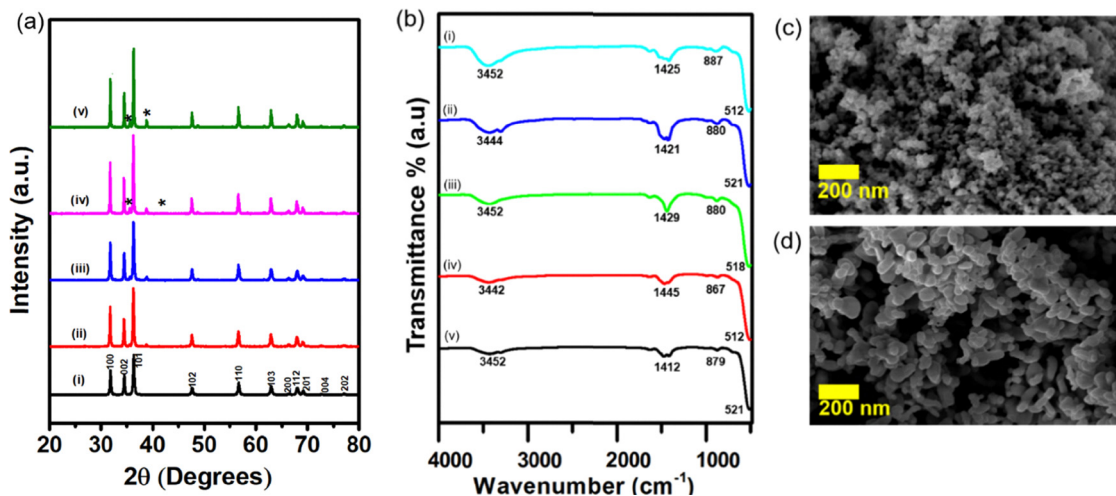 (a)
Intensity (a.u.)
(v)
*
*
(iv)
*
*
(iii)
(ii)
(i)
100
002
101
102
110
103
200
112
201
004
202
20 30 40 50 60 70 80
2θ (Degrees)
(b)
Transmittance % (a.u
(i)
3452
1425
887
512
(ii)
3444
1421
880
521
(iii)
3452
1429
880
518
(iv)
3442
1445
867
512
(v)
3452
1412
879
521
4000 3000 2000 1000
Wavenumber (cm⁻¹)
(c)
200 nm
(d)
200 nm